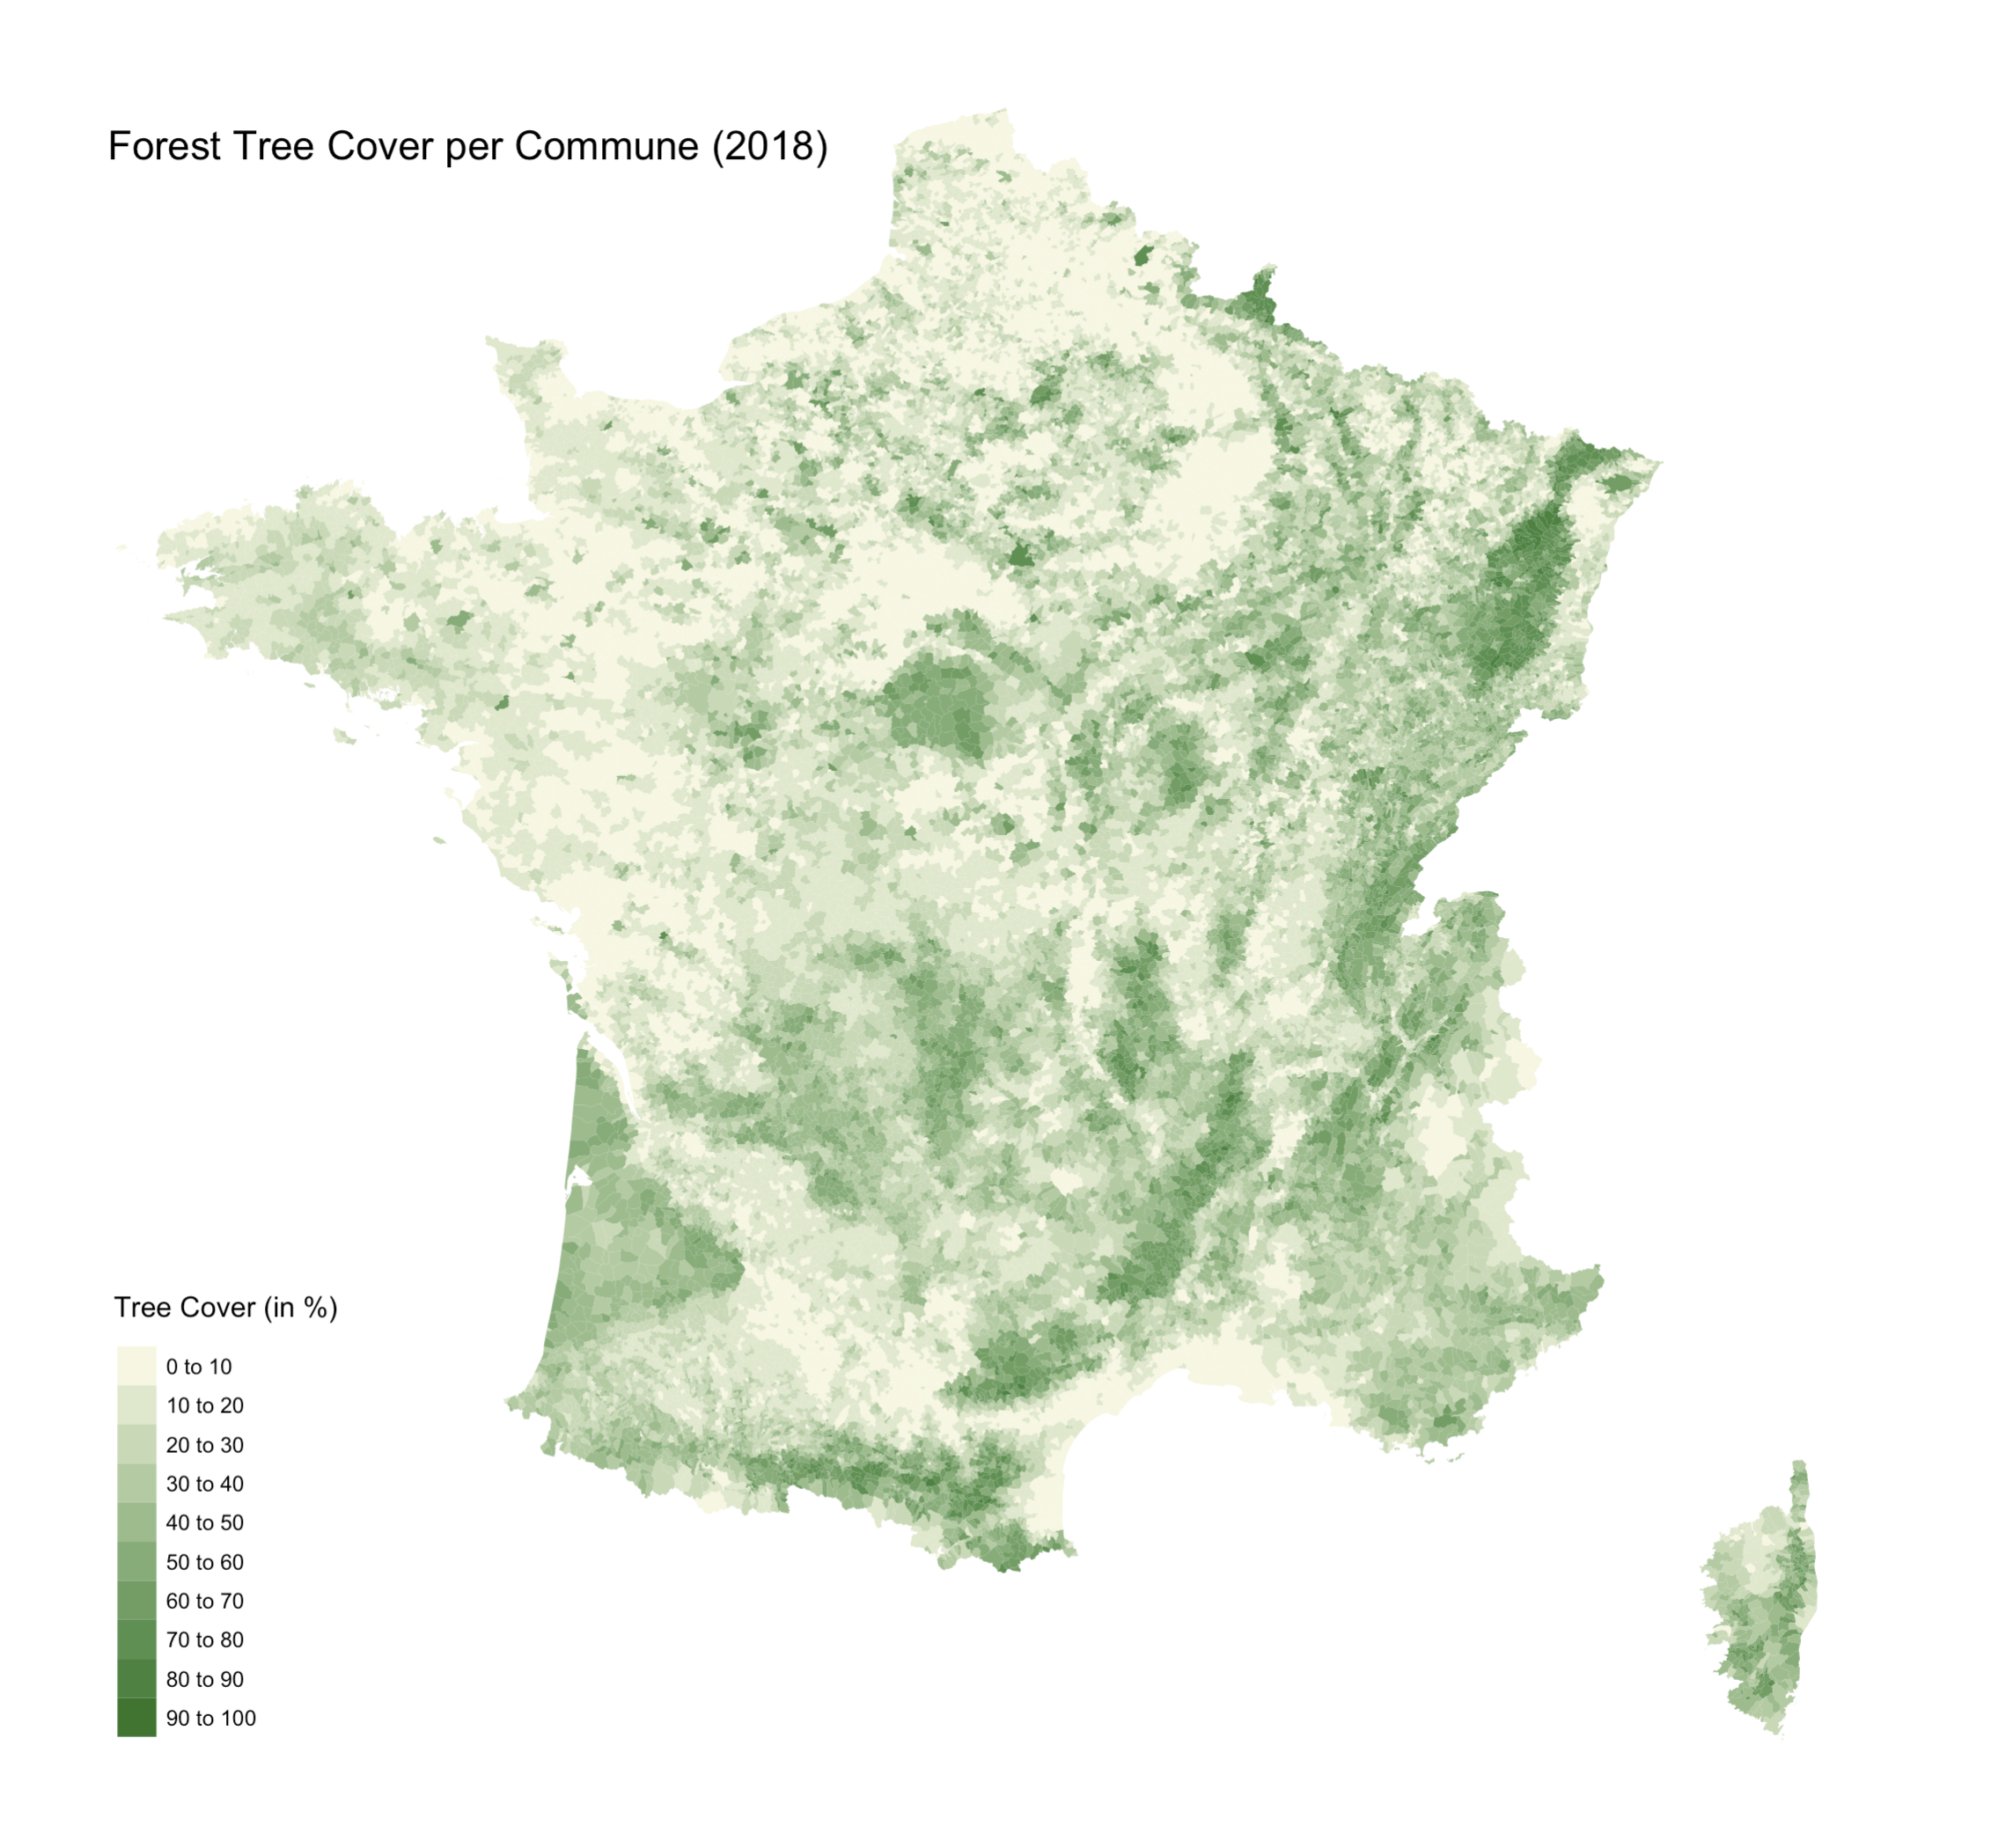 Forest Tree Cover per Commune (2018)
Tree Cover (in %)
0 to 10
10 to 20
20 to 30
30 to 40
40 to 50
50 to 60
60 to 70
70 to 80
80 to 90
90 to 100